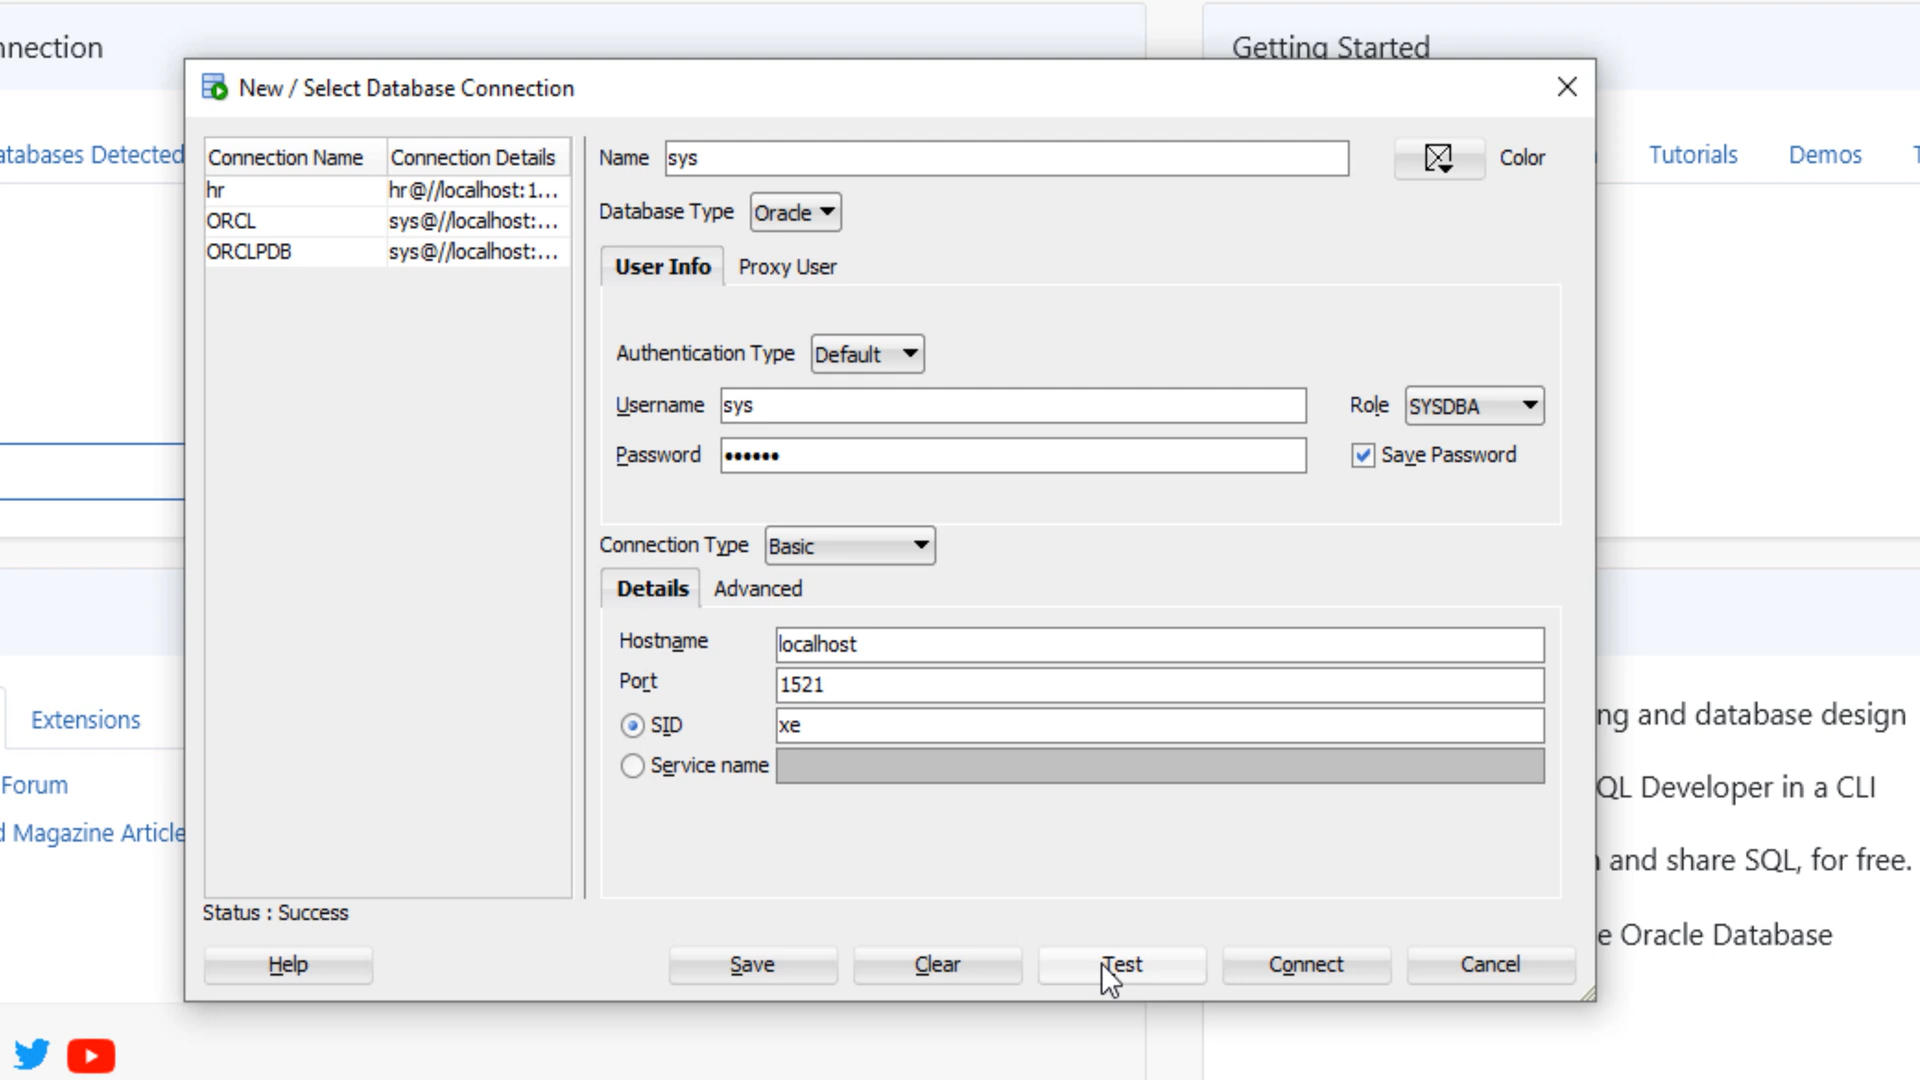 nnection
Getting Started
New / Select Database Connection
atabases Detected
Tutorials
Demos
Connection Name
Connection Details
hr
hr@//localhost:1...
ORCL
sys@//localhost:...
ORCLPDB
sys@//localhost:...
Name
sys
Color
Database Type
Oracle
User Info
Proxy User
Authentication Type
Default
Username
sys
Role
SYSDBA
Password
••••••
Save Password
Connection Type
Basic
Details
Advanced
Hostname
localhost
Port
1521
SID
xe
Service name
Status : Success
Help
Save
Clear
Test
Connect
Cancel
Extensions
Forum
d Magazine Article
ng and database design
QL Developer in a CLI
and share SQL, for free.
e Oracle Database